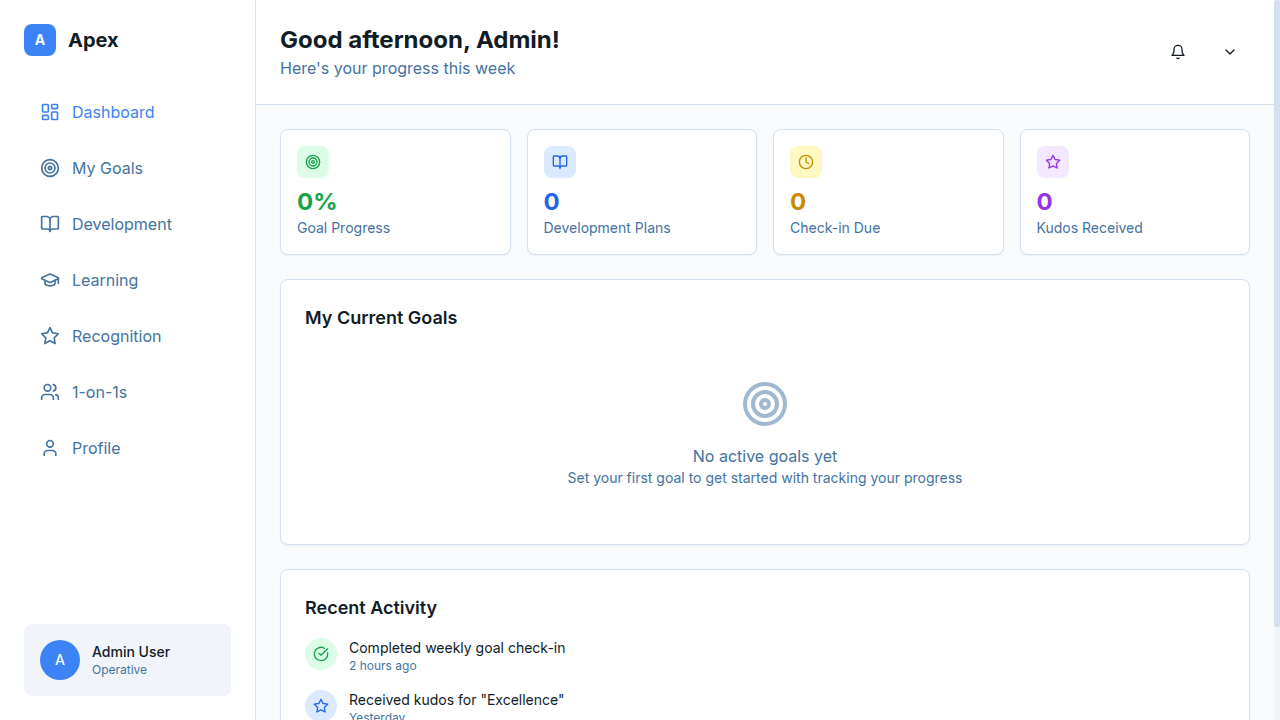 A
Apex
Dashboard
My Goals
Development
Learning
Recognition
1-on-1s
Profile
A
Admin User
Operative
Good afternoon, Admin!
Here's your progress this week
0%
Goal Progress
0
Development Plans
0
Check-in Due
0
Kudos Received
My Current Goals
No active goals yet
Set your first goal to get started with tracking your progress
Recent Activity
Completed weekly goal check-in
2 hours ago
Received kudos for "Excellence"
Yesterday